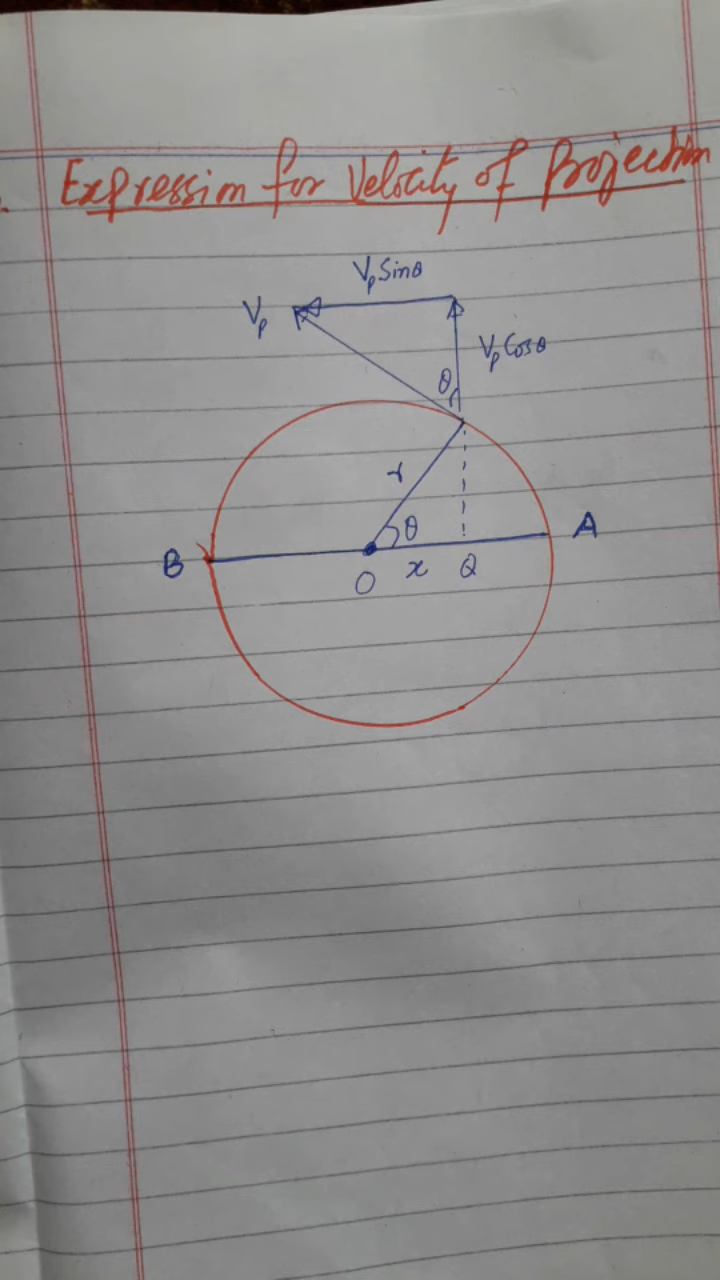 Expression for Velocity of Projection
VpSinθ
Vp
VpCosθ
θ
r
θ
A
B
O x Q